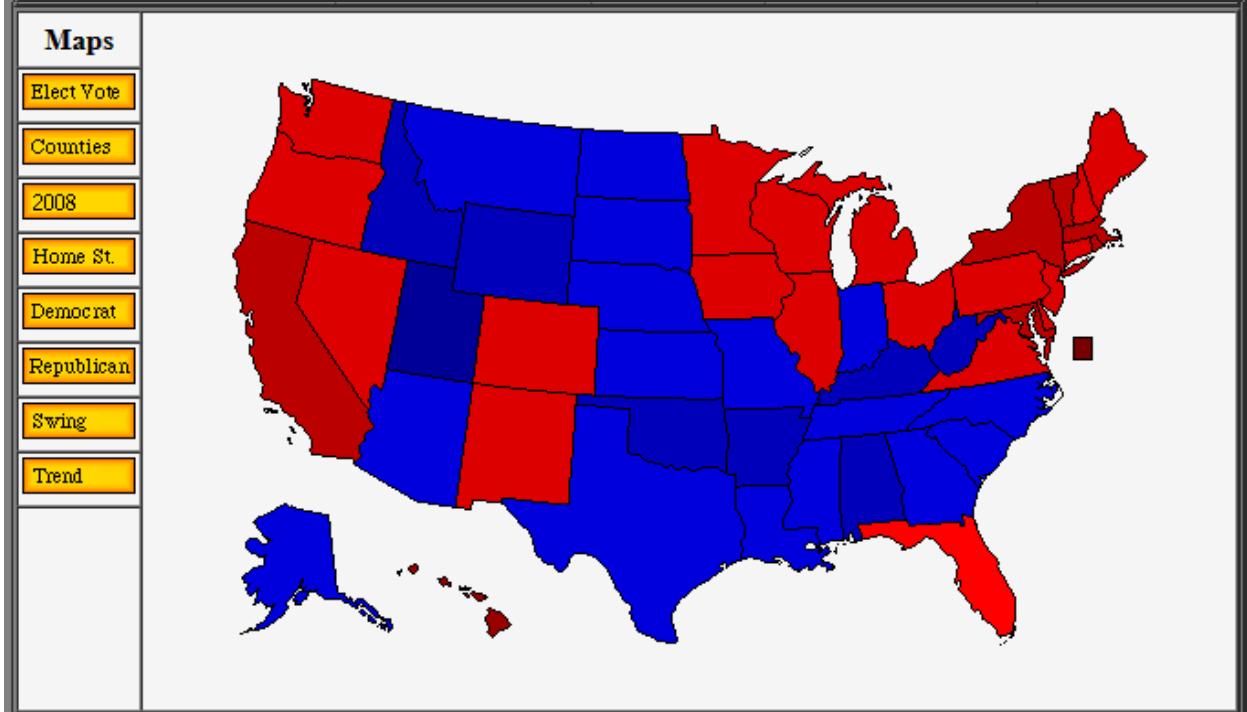 Maps
Elect Vote
Counties
2008
Home St.
Democrat
Republican
Swing
Trend